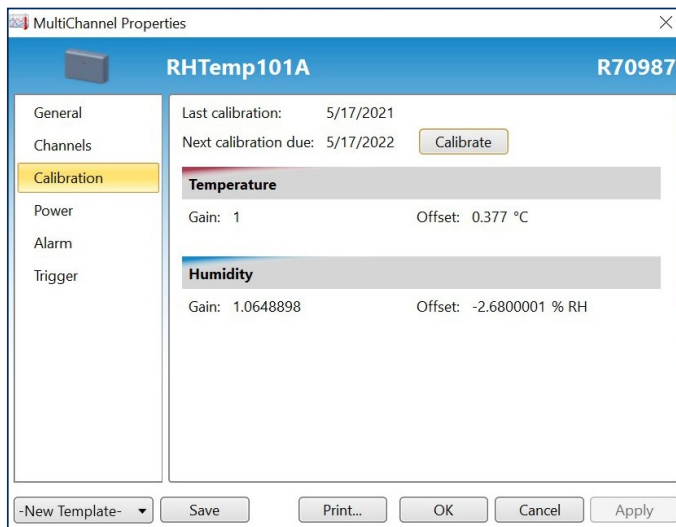 MultiChannel Properties
RHTemp101A R70987
General
Channels
Calibration
Power
Alarm
Trigger
Last calibration: 5/17/2021
Next calibration due: 5/17/2022 Calibrate
Temperature
Gain: 1 Offset: 0.377 °C
Humidity
Gain: 1.0648898 Offset: -2.6800001 % RH
-New Template- Save Print... OK Cancel Apply